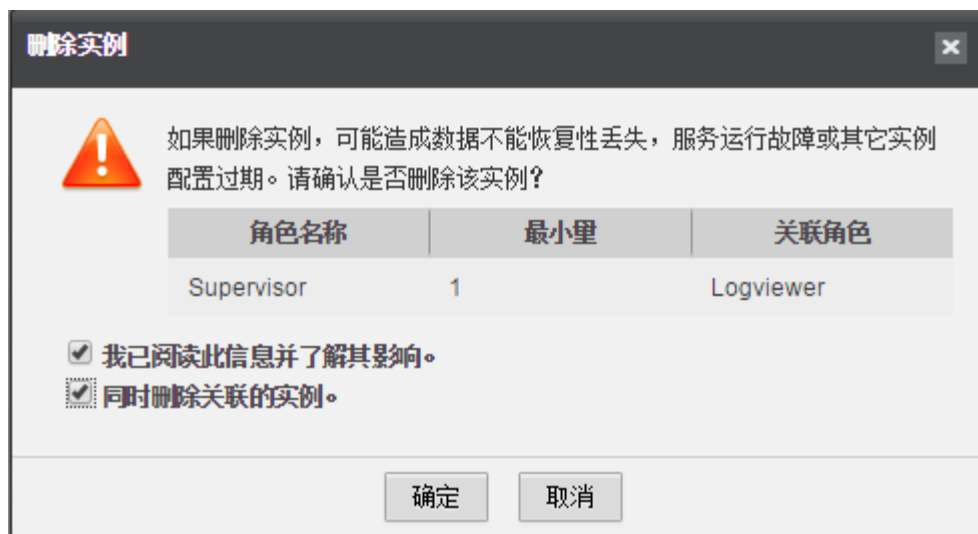 删除实例
如果删除实例，可能造成数据不能恢复性丢失，服务运行故障或其它实例
配置过期。请确认是否删除该实例？
角色名称 最小量 关联角色
Supervisor 1 Logviewer
我已阅读此信息并了解其影响。
同时删除关联的实例。
确定 取消